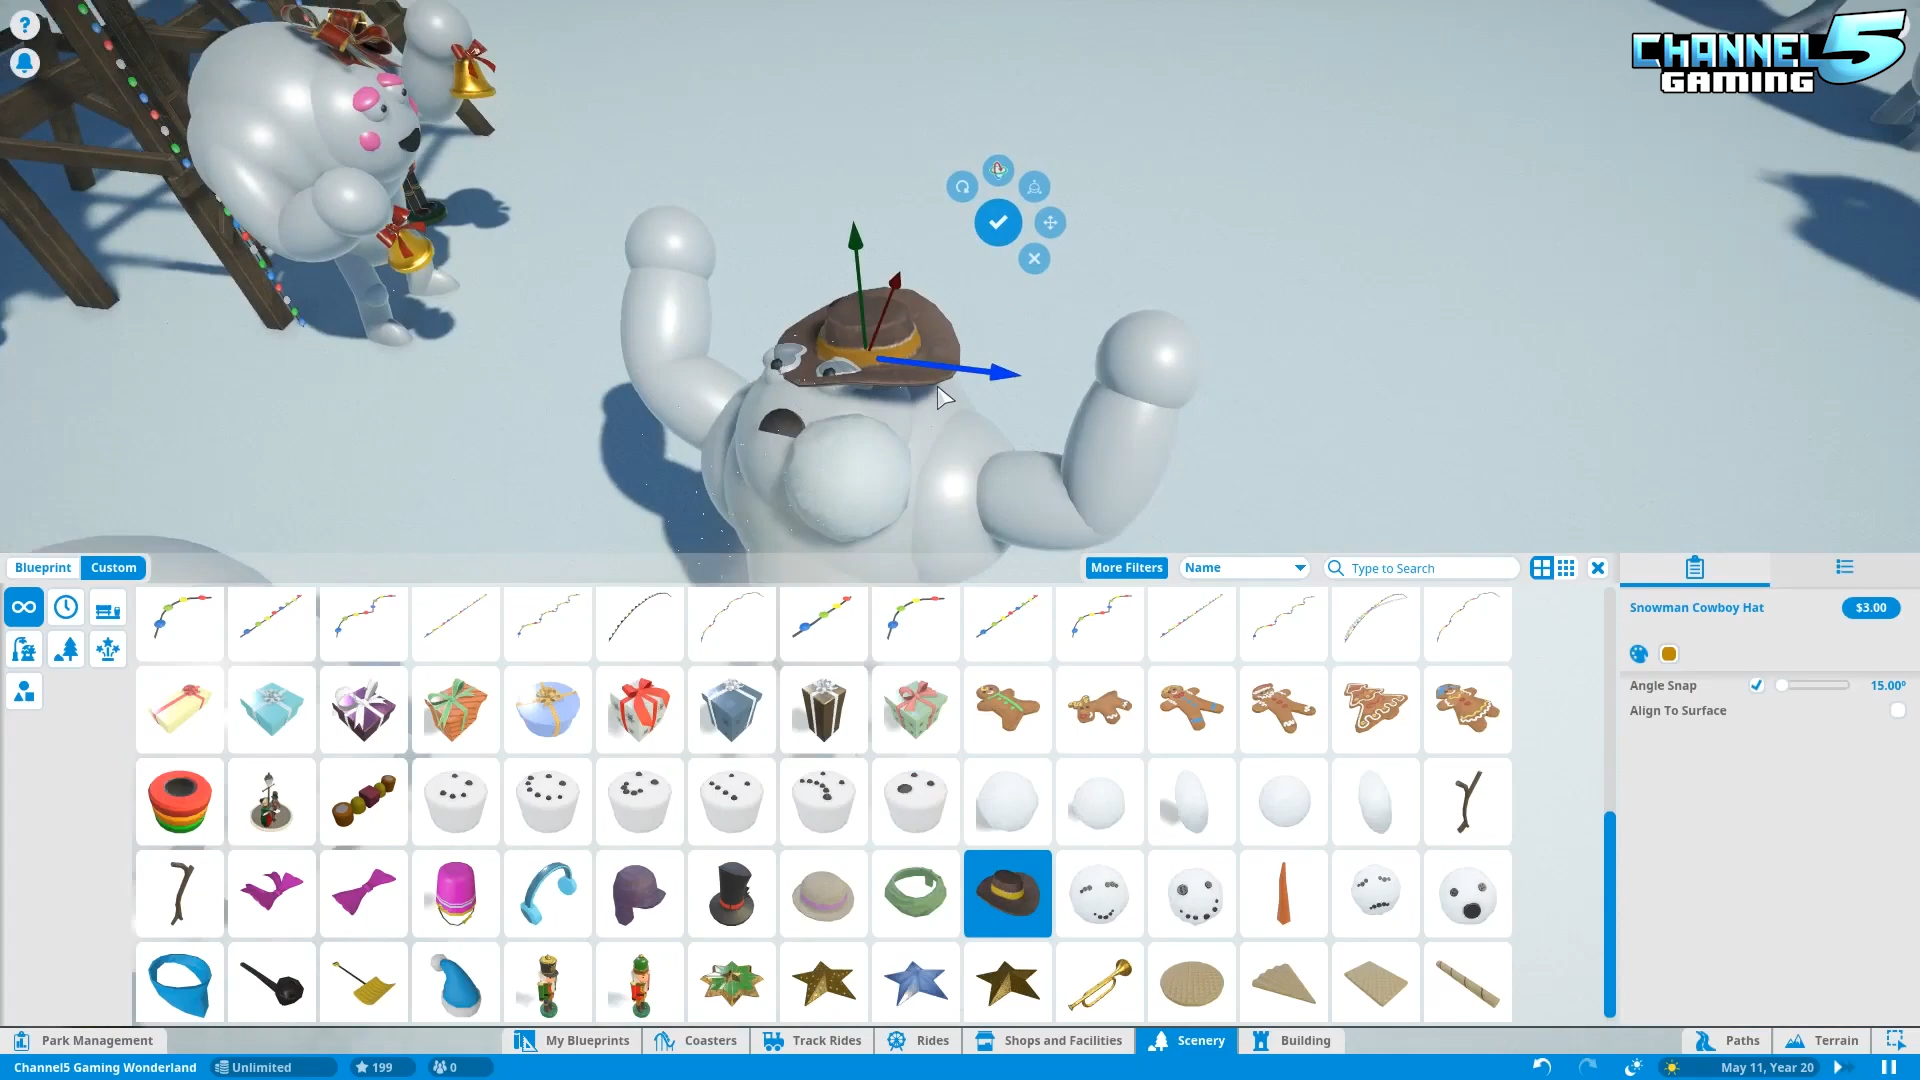 ?
CHANNEL 5
GAMING
Blueprint
Custom
More Filters
Name
Type to Search
Snowman Cowboy Hat
$3.00
Angle Snap
15.00°
Align To Surface
Park Management
My Blueprints
Coasters
Track Rides
Rides
Shops and Facilities
Scenery
Building
Paths
Terrain
Channel5 Gaming Wonderland
Unlimited
199
0
May 11, Year 20